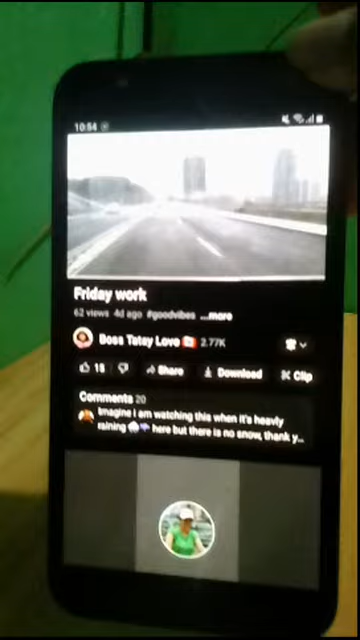 10:54
Friday work
62 views 4d ago #goodvibes ...more
Boss Tatay Love 2.77K
18 Share Download Clip
Comments 20
Imagine i am watching this when it's heavly
raining here but there is no snow, thank y...